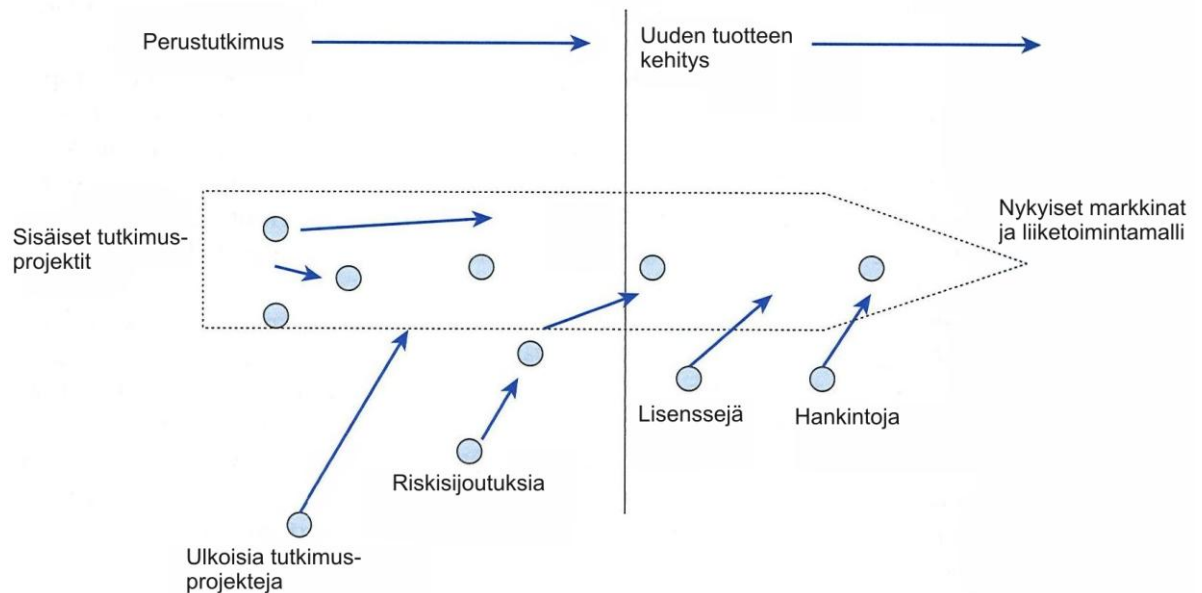 Perustutkimus
Uuden tuotteen
kehitys
Sisäiset tutkimus-
projektit
Nykyiset markkinat
ja liiketoimintamalli
Lisenssejä
Hankintoja
Riskisijoutuksia
Ulkoisia tutkimus-
projekteja